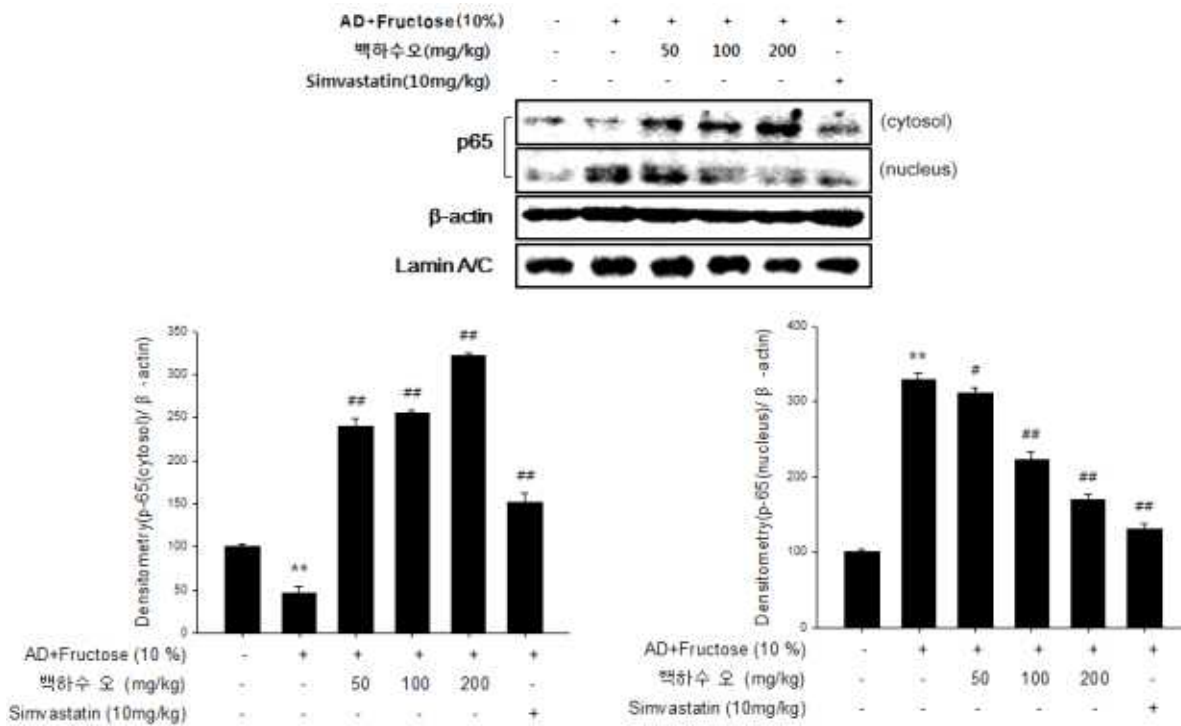 AD+Fructose(10%) - + + + + +
백하수오(mg/kg) - - 50 100 200 -
Simvastatin(10mg/kg) - - - - - +
p65
(cytosol)
(nucleus)
β-actin
Lamin A/C
Densitometry(p-65(cytosol)/ β -actin)
350
300
250
200
150
100
50
0
**
##
##
##
##
AD+Fructose (10 %) - + + + + +
백하수 오 (mg/kg) - - 50 100 200 -
Simvastatin (10mg/kg) - - - - - +
Densitometry(p-65(nucleus)/ β -actin)
400
300
200
100
0
**
#
##
##
##
AD+Fructose (10 %) - + + + + +
백하수 오 (mg/kg) - - 50 100 200 -
Simvastatin (10mg/kg) - - - - - +